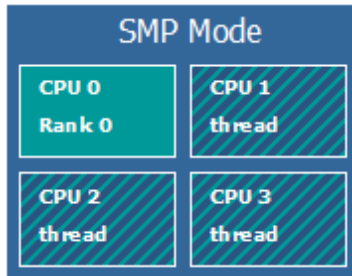 SMP Mode
CPU 0
Rank 0
CPU 1
thread
CPU 2
thread
CPU 3
thread